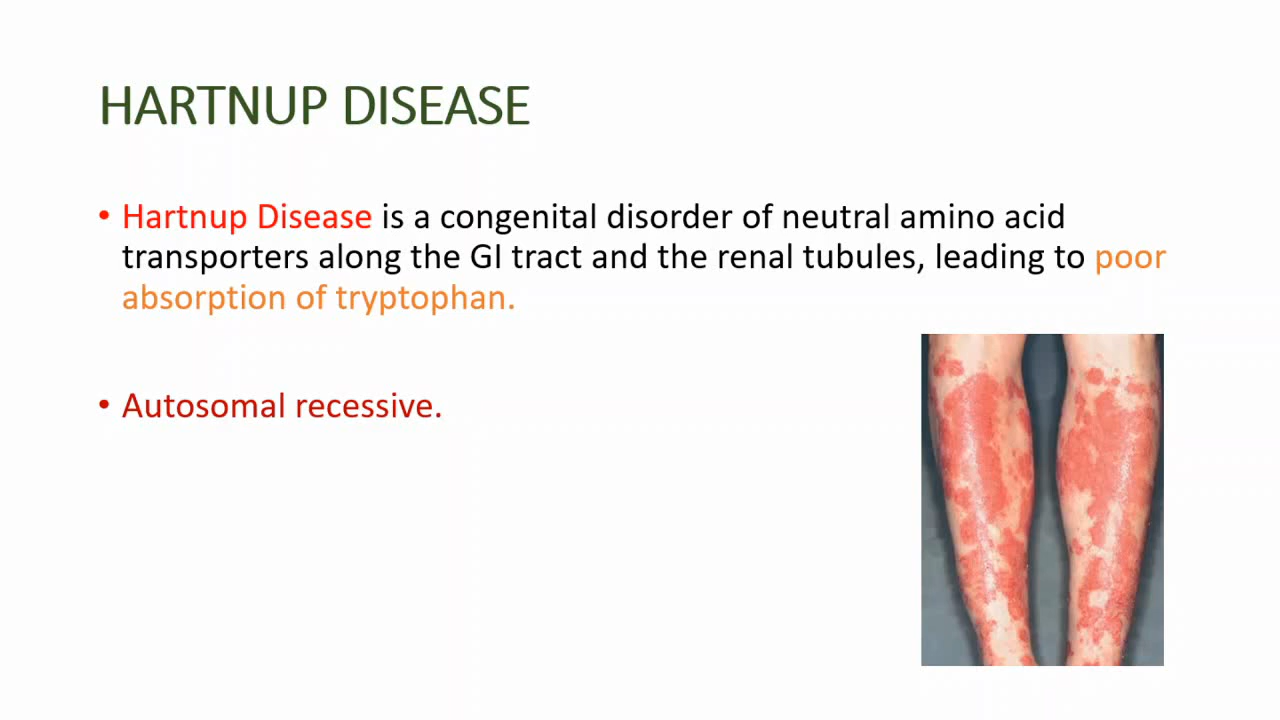 HARTNUP DISEASE
• Hartnup Disease is a congenital disorder of neutral amino acid
transporters along the GI tract and the renal tubules, leading to poor
absorption of tryptophan.
• Autosomal recessive.